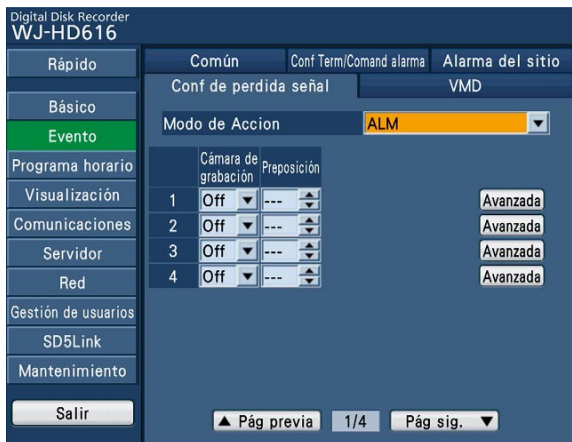 Digital Disk Recorder
WJ-HD616
Rápido
Básico
Evento
Programa horario
Visualización
Comunicaciones
Servidor
Red
Gestión de usuarios
SD5Link
Mantenimiento
Salir
Común Conf Term/Comand alarma Alarma del sitio
Conf de perdida señal VMD
Modo de Accion ALM
Cámara de grabación Preposición
1 Off --- Avanzada
2 Off --- Avanzada
3 Off --- Avanzada
4 Off --- Avanzada
▲ Pág previa 1/4 Pág sig. ▼